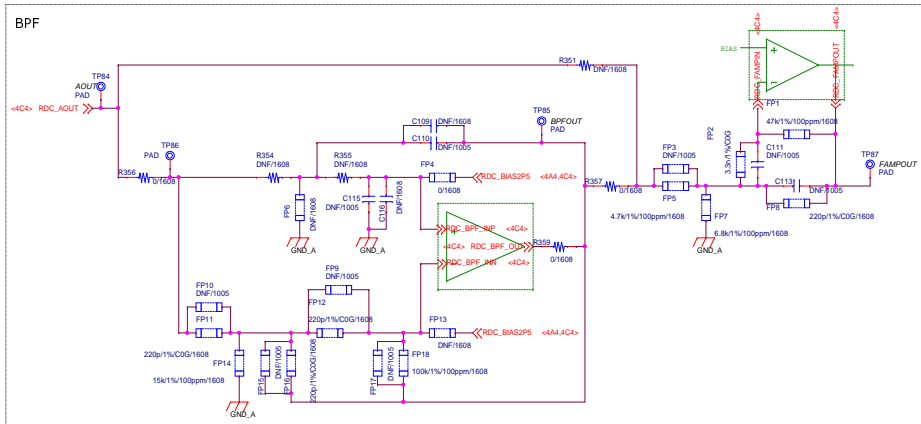 BPF
TP84
AOUT
PAD
<4C4> RDC_AOUT
R351
DNF/1608
<4C4>
<4C4>
BIAS
RDC_FAMPIN
RDC_FAMPOUT
FP1
47k/1%/100ppm/1608
TP85
BPFOUT
PAD
C109
DNF/1608
C110
DNF/1005
TP86
PAD
R356
0/1608
R354
DNF/1608
R355
DNF/1608
FP4
0/1608
RDC_BIAS2P5 <4A4,4C4>
FP6
DNF/1608
GND_A
C115
DNF/1005
C116
DNF/1608
GND_A
R357
0/1608
FP3
DNF/1005
FP5
4.7k/1%/100ppm/1608
FP2
3.3n/1%/C0G
C111
DNF/1005
C113
DNF/1005
FP8
220p/1%/C0G/1608
FP7
6.8k/1%/100ppm/1608
GND_A
TP87
FAMPOUT
PAD
RDC_BPF_INP <4C4>
<4C4> RDC_BPF_OUT
RDC_BPF_INN <4C4>
R359
0/1608
FP9
DNF/1005
FP12
220p/1%/C0G/1608
FP10
DNF/1005
FP11
220p/1%/C0G/1608
FP13
DNF/1608
RDC_BIAS2P5 <4A4,4C4>
FP14
15k/1%/100ppm/1608
GND_A
FP15
DNF/1005
FP16
220p/1%/C0G/1608
FP17
DNF/1005
FP18
100k/1%/100ppm/1608